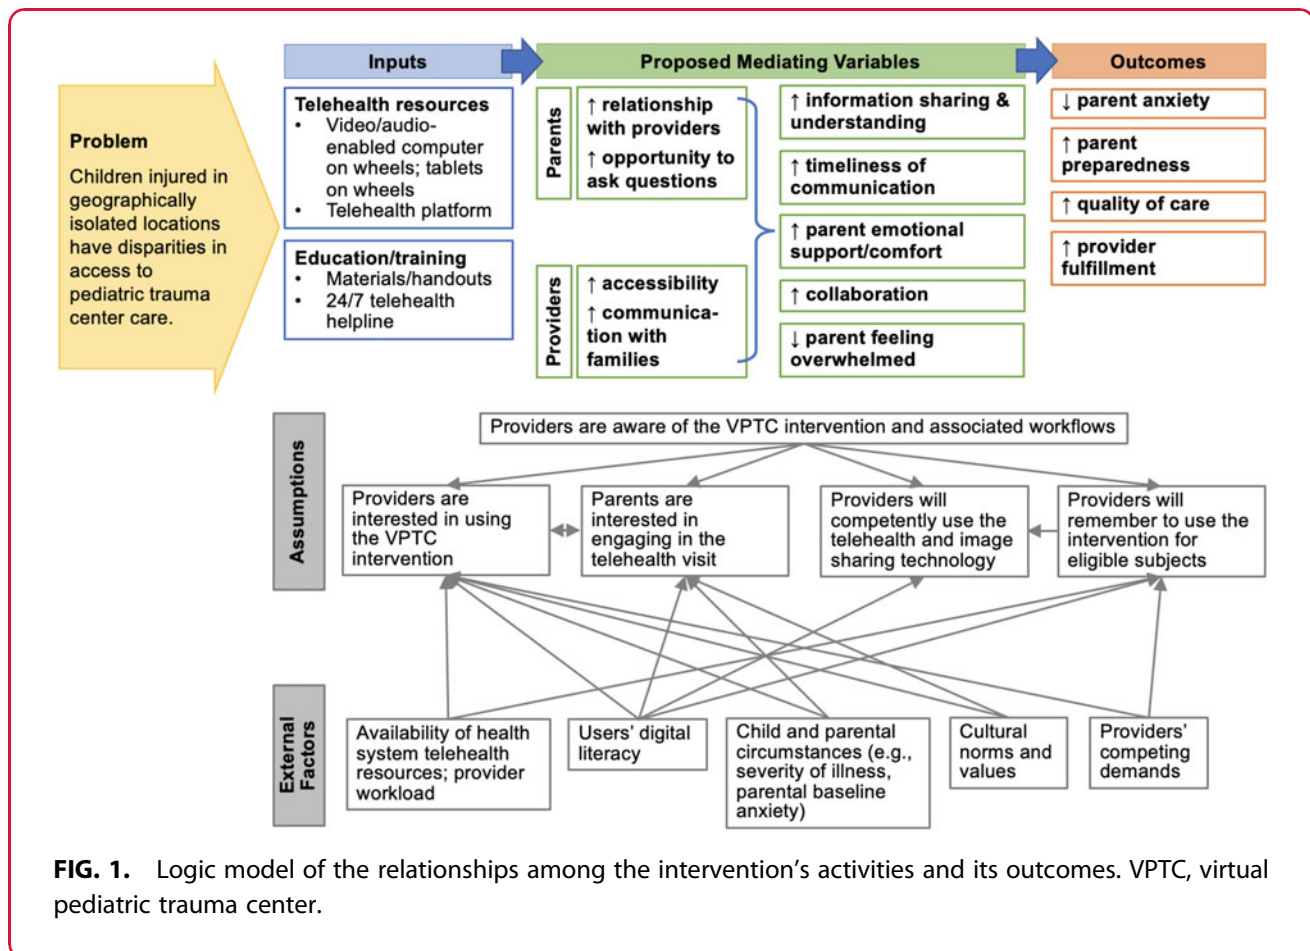 Inputs
Proposed Mediating Variables
Outcomes
Problem
Children injured in
geographically
isolated locations
have disparities in
access to
pediatric trauma
center care.
Telehealth resources
• Video/audio-
enabled computer
on wheels; tablets
on wheels
• Telehealth platform
Education/training
• Materials/handouts
• 24/7 telehealth
helpline
Parents
↑ relationship
with providers
↑ opportunity to
ask questions
Providers
↑ accessibility
↑ communica-
tion with
families
↑ information sharing &
understanding
↑ timeliness of
communication
↑ parent emotional
support/comfort
↑ collaboration
↓ parent feeling
overwhelmed
↓ parent anxiety
↑ parent
preparedness
↑ quality of care
↑ provider
fulfillment
Assumptions
Providers are aware of the VPTC intervention and associated workflows
Providers are
interested in using
the VPTC
intervention
Parents are
interested in
engaging in the
telehealth visit
Providers will
competently use the
telehealth and image
sharing technology
Providers will
remember to use the
intervention for
eligible subjects
External
Factors
Availability of health
system telehealth
resources; provider
workload
Users' digital
literacy
Child and parental
circumstances (e.g.,
severity of illness,
parental baseline
anxiety)
Cultural
norms and
values
Providers'
competing
demands
FIG. 1. Logic model of the relationships among the intervention's activities and its outcomes. VPTC, virtual
pediatric trauma center.